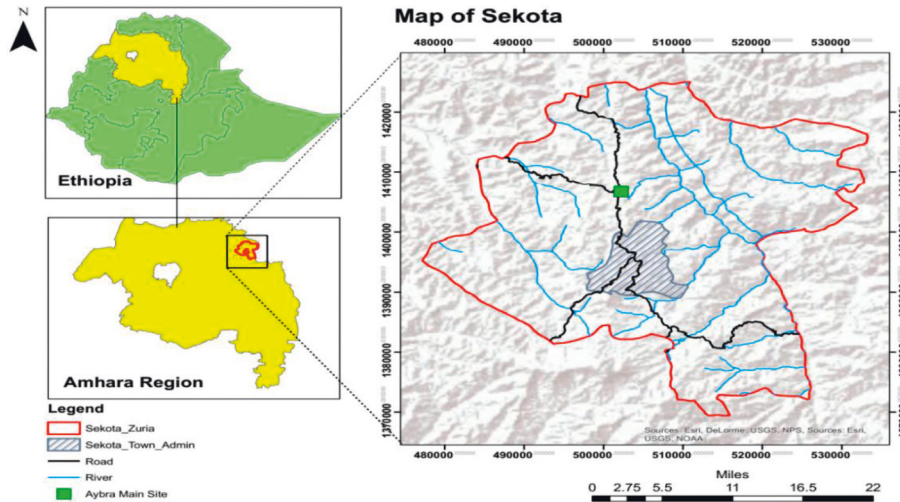 N
Map of Sekota
480000 490000 500000 510000 520000 530000
1420000
1410000
1400000
1390000
1380000
1370000
Ethiopia
Amhara Region
Sources: Esri, DeLorme, USGS, NPS, Sources: Esri,
USGS, NOAA
480000 490000 500000 510000 520000 530000
Legend
Sekota_Zuria
Sekota_Town_Admin
Road
River
Aybra Main Site
Miles
0 2.75 5.5 11 16.5 22